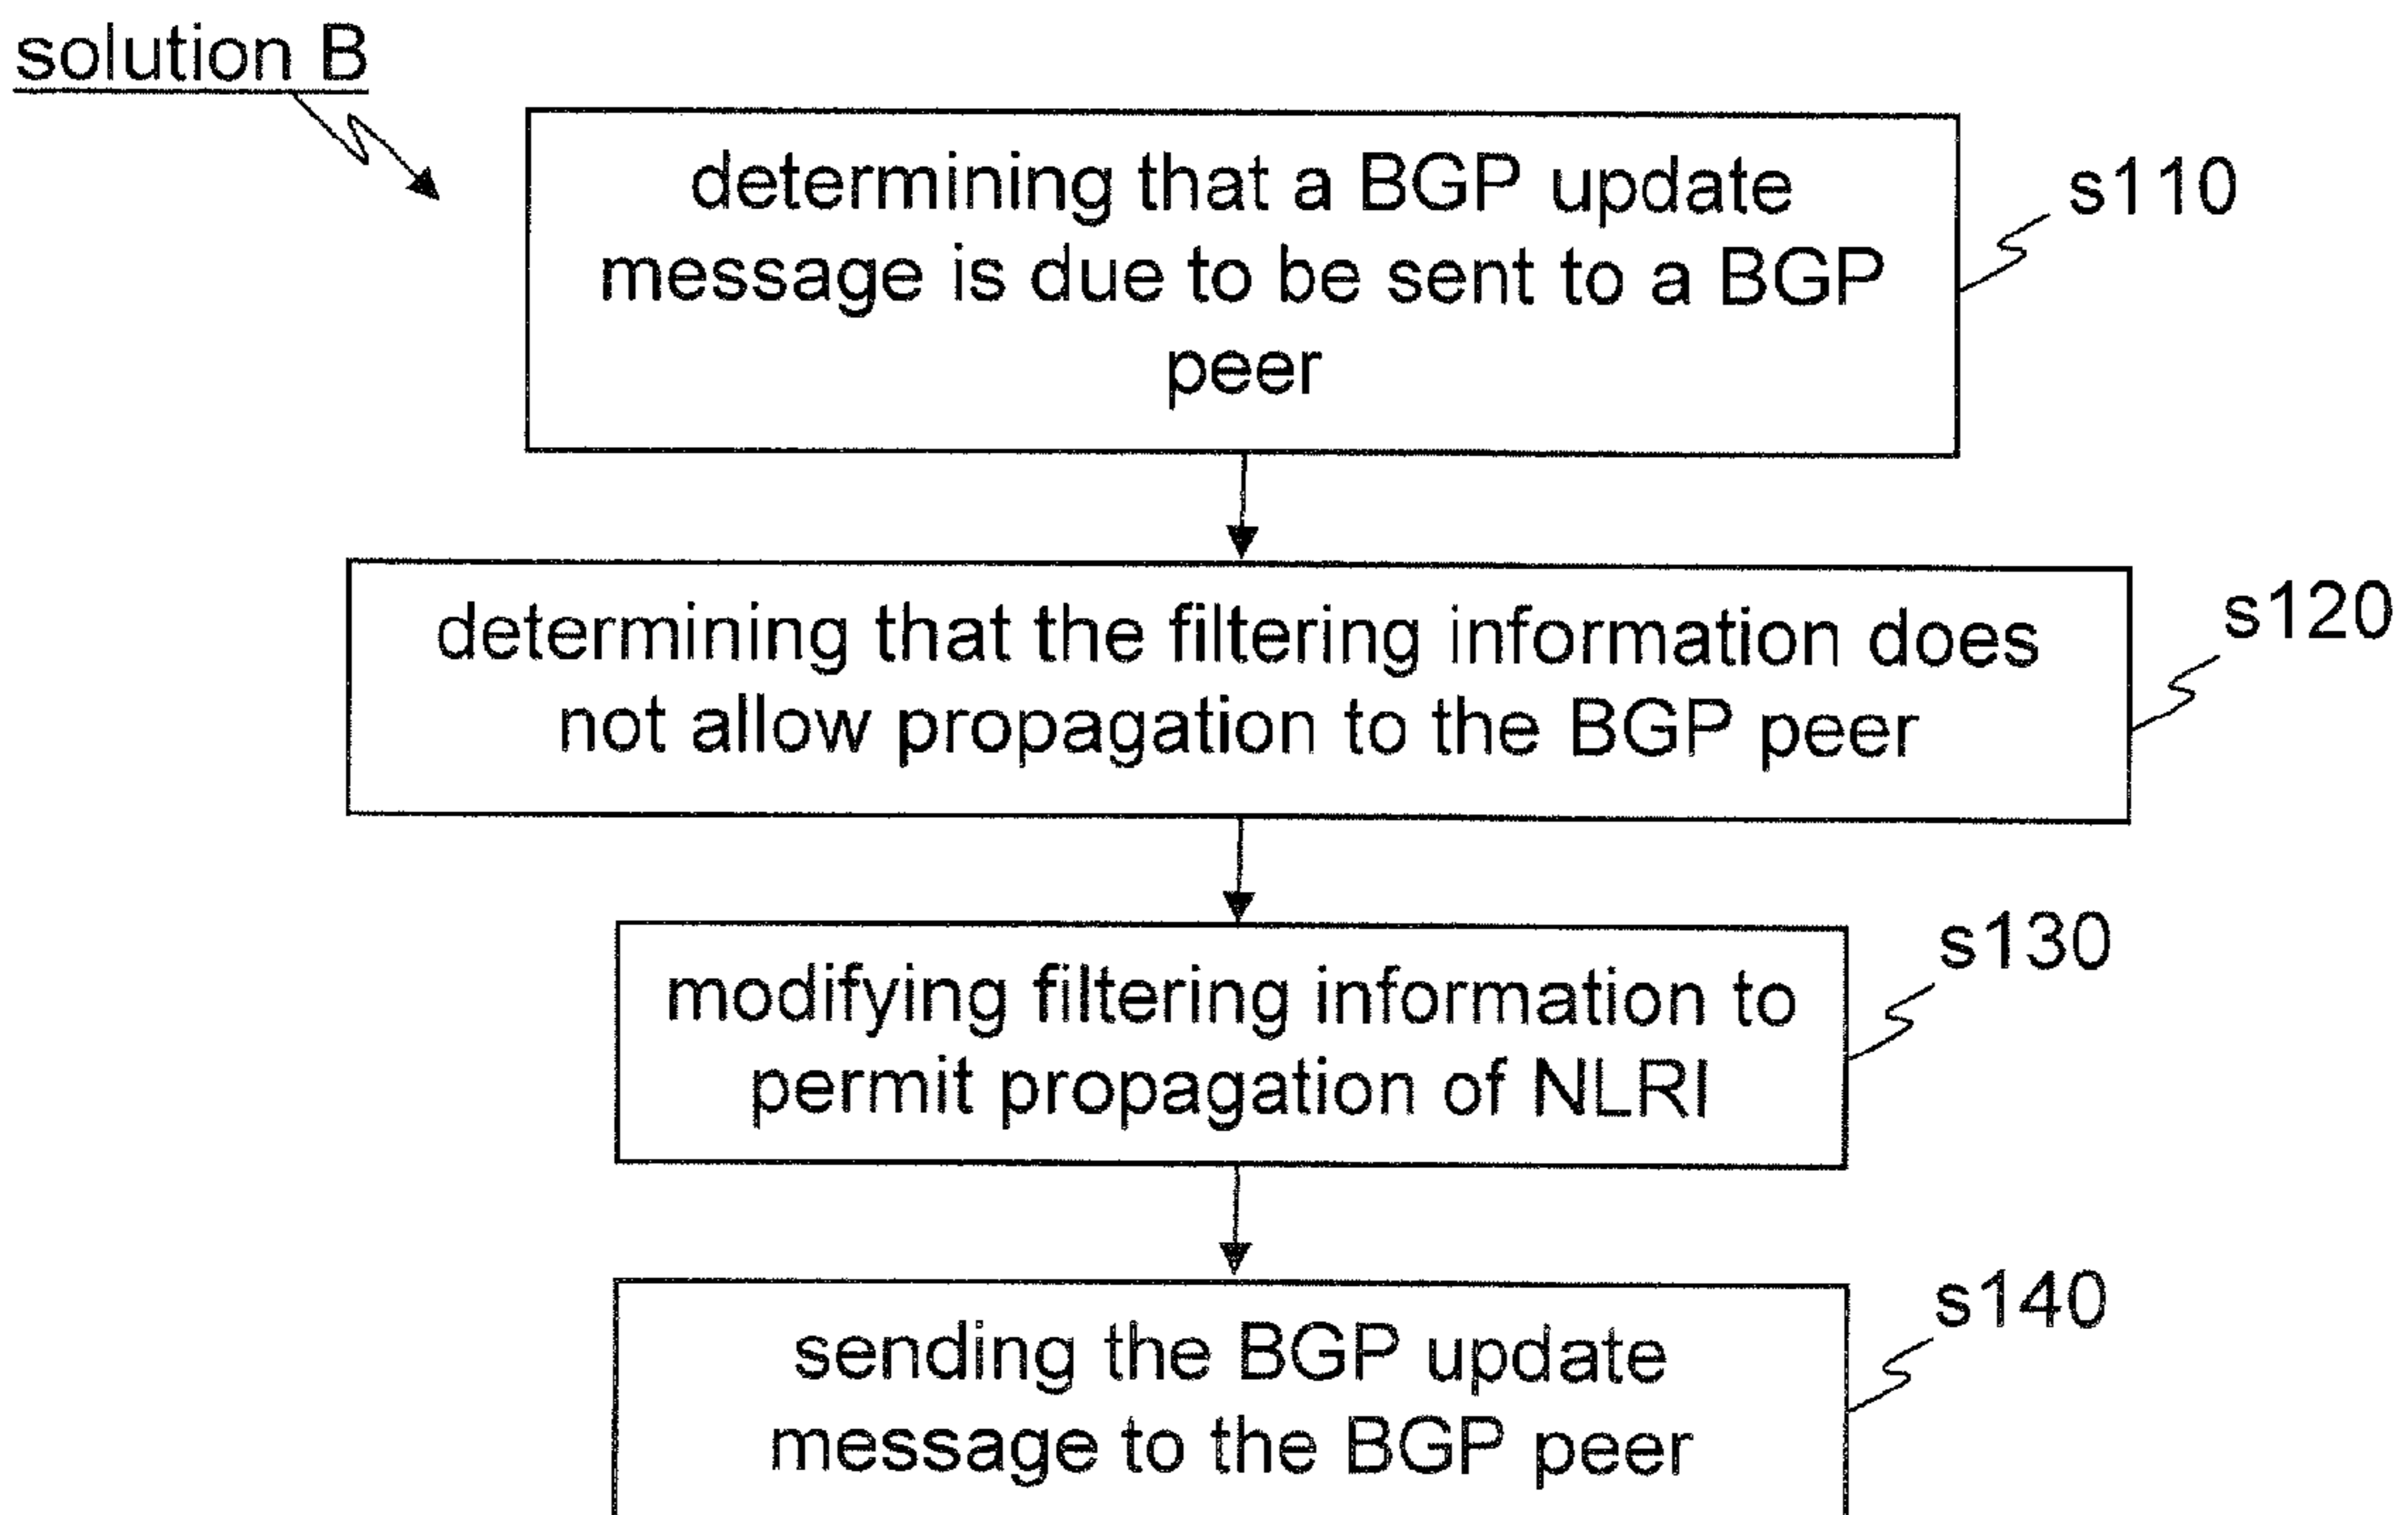 solution B
determining that a BGP update
message is due to be sent to a BGP
peer
s110
determining that the filtering information does
not allow propagation to the BGP peer
s120
modifying filtering information to
permit propagation of NLRI
s130
sending the BGP update
message to the BGP peer
s140